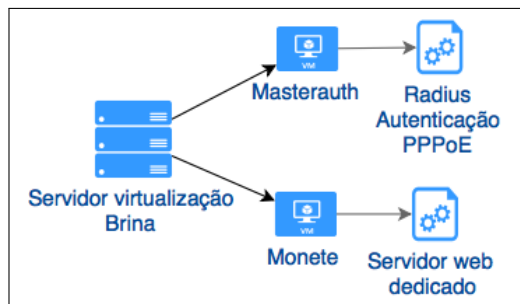 VM
Masterauth
Radius
Autenticação
PPPoE
Servidor virtualização
Brina
VM
Monete
Servidor web
dedicado